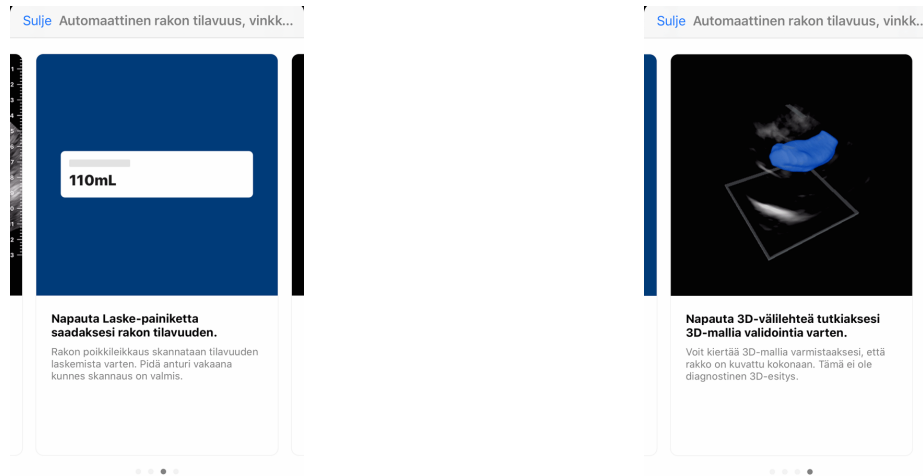 Sulje Automaattinen rakon tilavuus, vinkk...
110mL
Napauta Laske-painiketta
saadaksesi rakon tilavuuden.
Rakon poikkileikkaus skannataan tilavuuden
laskemista varten. Pidä anturi vakaana
kunnes skannaus on valmis.
Sulje Automaattinen rakon tilavuus, vinkk...
Napauta 3D-välilehteä tutkiaksesi
3D-mallia validointia varten.
Voit kiertää 3D-mallia varmistaaksesi, että
rakko on kuvattu kokonaan. Tämä ei ole
diagnostinen 3D-esitys.